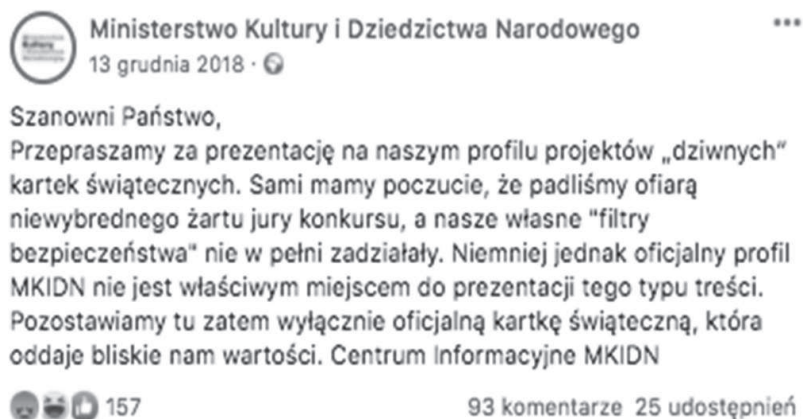 Ministerstwo Kultury i Dziedzictwa Narodowego
13 grudnia 2018 ·
Szanowni Państwo,
Przepraszamy za prezentację na naszym profilu projektów „dziwnych”
kartek świątecznych. Sami mamy poczucie, że padliśmy ofiarą
niewybrednego żartu jury konkursu, a nasze własne "filtry
bezpieczeństwa" nie w pełni zadziałały. Niemniej jednak oficjalny profil
MKIDN nie jest właściwym miejscem do prezentacji tego typu treści.
Pozostawiamy tu zatem wyłącznie oficjalną kartkę świąteczną, która
oddaje bliskie nam wartości. Centrum Informacyjne MKIDN
157 93 komentarze 25 udostępnień